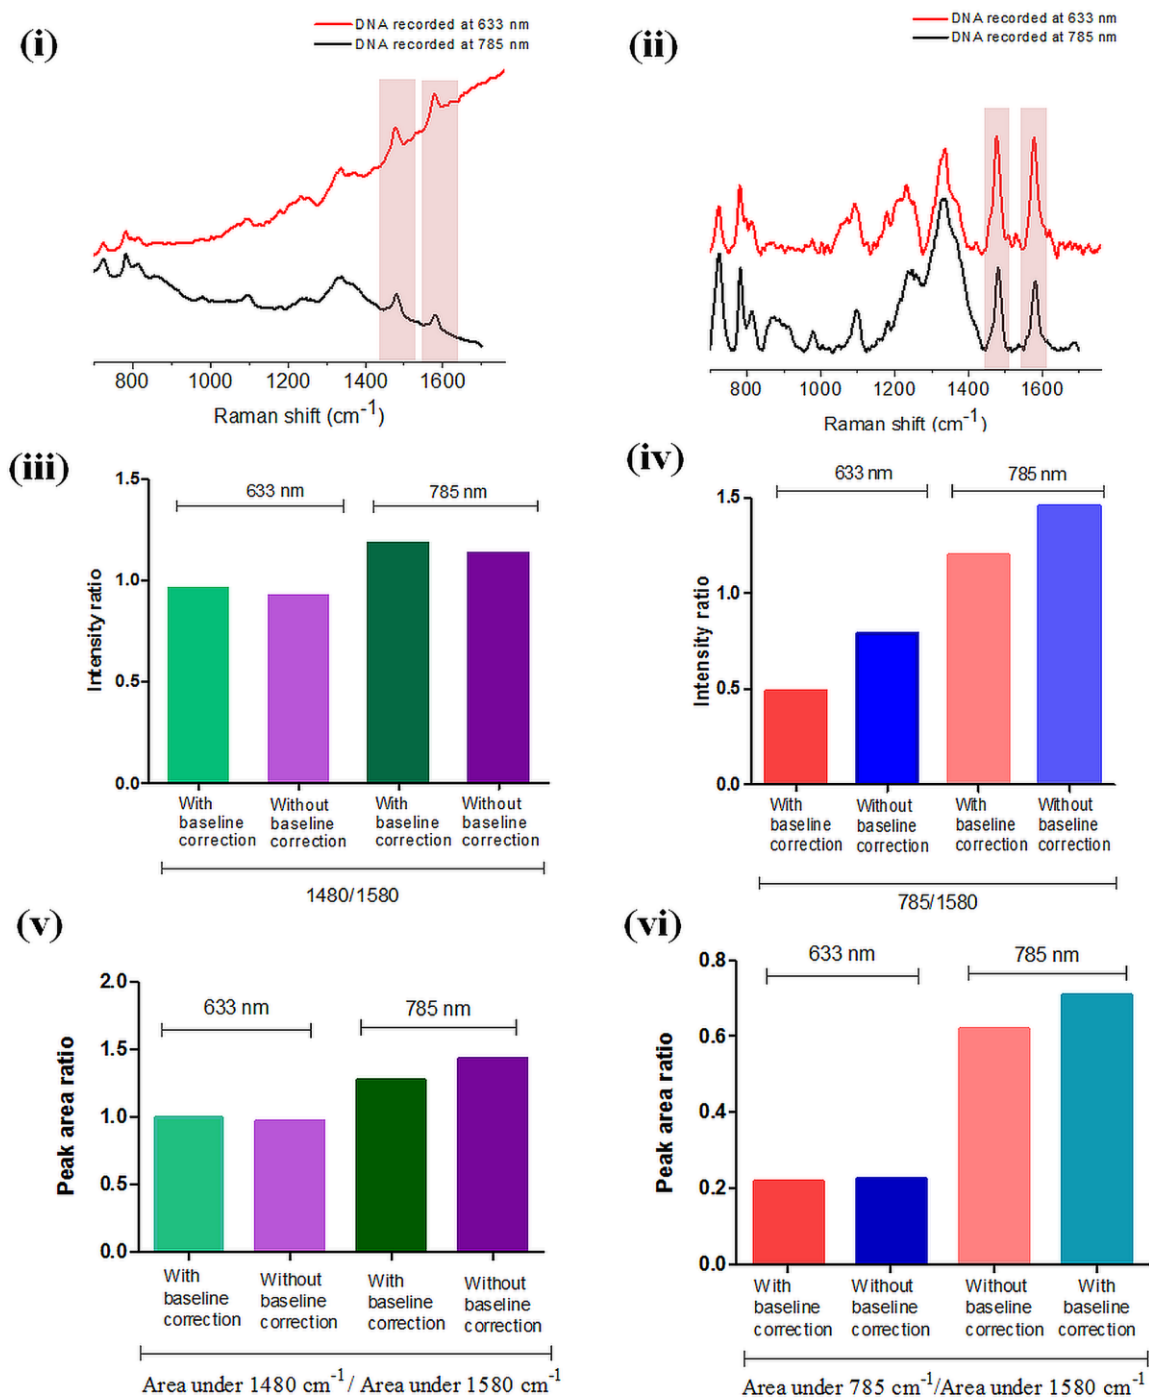 (i)
DNA recorded at 633 nm
DNA recorded at 785 nm
800 1000 1200 1400 1600
Raman shift (cm-1)
(ii)
DNA recorded at 633 nm
DNA recorded at 785 nm
800 1000 1200 1400 1600
Raman shift (cm-1)
(iii)
1.5
1.0
0.5
0.0
Intensity ratio
633 nm
785 nm
With
baseline
correction
Without
baseline
correction
With
baseline
correction
Without
baseline
correction
1480/1580
(iv)
1.5
1.0
0.5
0.0
Intensity ratio
633 nm
785 nm
With
baseline
correction
Without
baseline
correction
With
baseline
correction
Without
baseline
correction
785/1580
(v)
2.0
1.5
1.0
0.5
0.0
Peak area ratio
633 nm
785 nm
With
baseline
correction
Without
baseline
correction
With
baseline
correction
Without
baseline
correction
Area under 1480 cm-1 / Area under 1580 cm-1
(vi)
0.8
0.6
0.4
0.2
0.0
Peak area ratio
633 nm
785 nm
With
baseline
correction
Without
baseline
correction
Without
baseline
correction
With
baseline
correction
Area under 785 cm-1/Area under 1580 cm-1